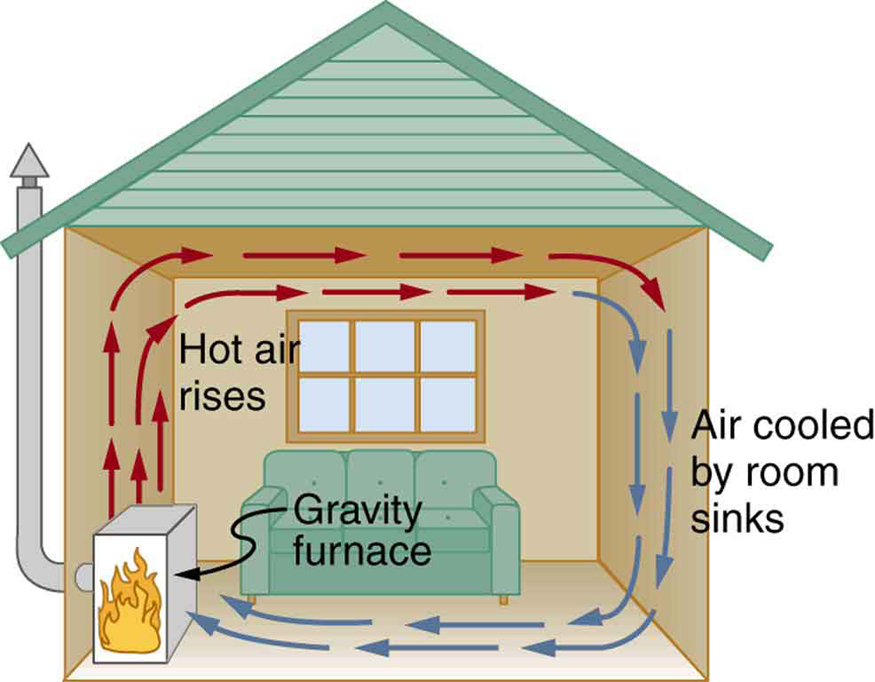 Hot air
rises
Air cooled
by room
sinks
Gravity
furnace